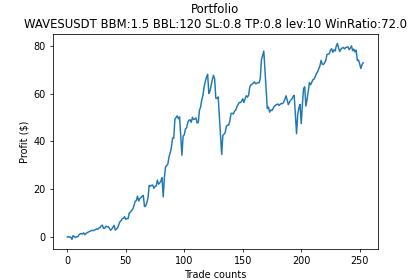 Portfolio
WAVESUSDT BBM:1.5 BBL:120 SL:0.8 TP:0.8 lev:10 WinRatio:72.0
80
60
40
20
0
Profit ($)
0 50 100 150 200 250
Trade counts